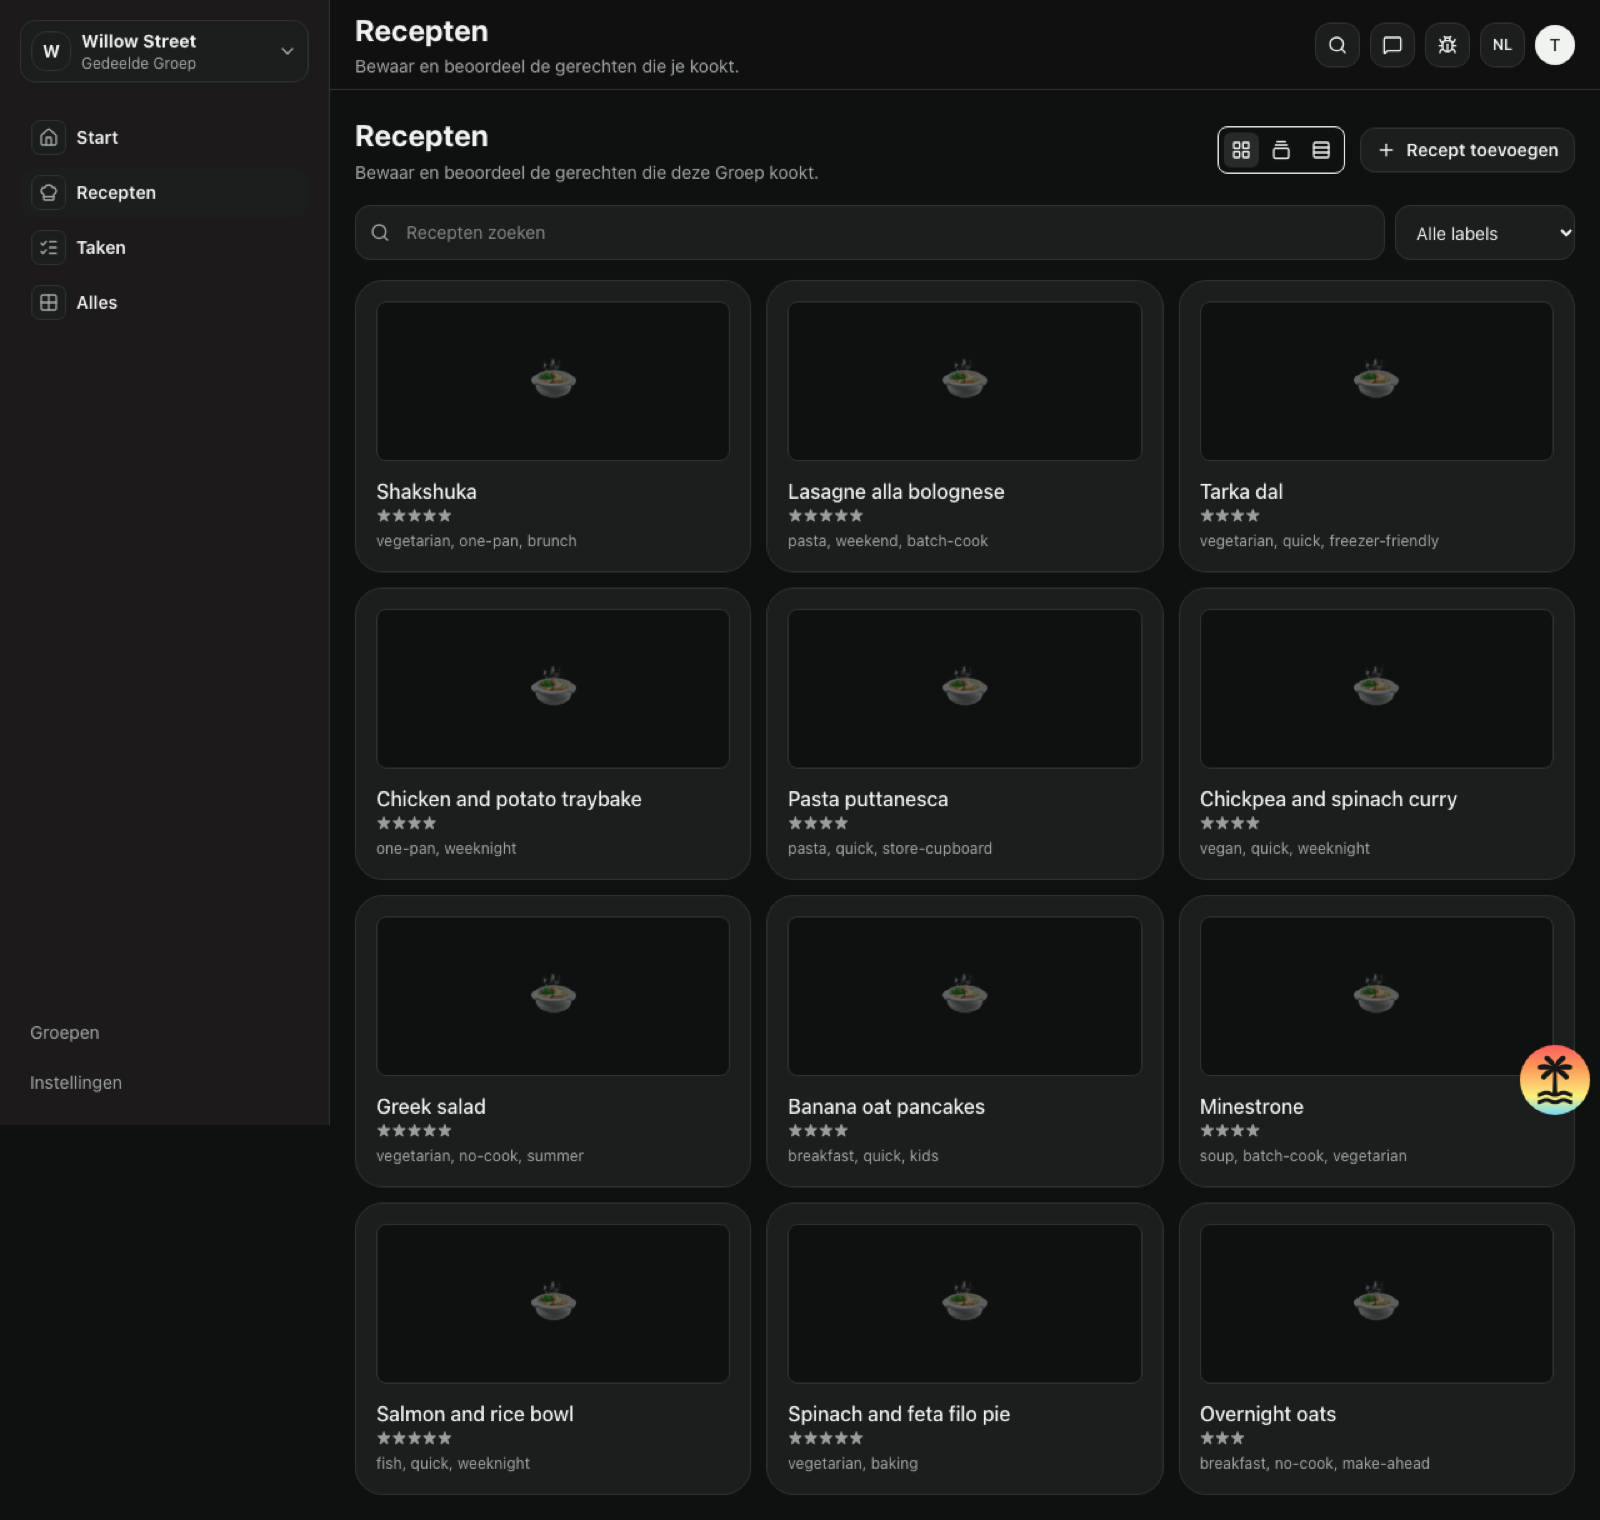 W
Willow Street
Gedeelde Groep
Start
Recepten
Taken
Alles
Groepen
Instellingen
Recepten
Bewaar en beoordeel de gerechten die je kookt.
NL
T
Recepten
Bewaar en beoordeel de gerechten die deze Groep kookt.
Recept toevoegen
Recepten zoeken
Alle labels
Shakshuka
★★★★★
vegetarian, one-pan, brunch
Lasagne alla bolognese
★★★★★
pasta, weekend, batch-cook
Tarka dal
★★★★
vegetarian, quick, freezer-friendly
Chicken and potato traybake
★★★★
one-pan, weeknight
Pasta puttanesca
★★★★
pasta, quick, store-cupboard
Chickpea and spinach curry
★★★★
vegan, quick, weeknight
Greek salad
★★★★★
vegetarian, no-cook, summer
Banana oat pancakes
★★★★
breakfast, quick, kids
Minestrone
★★★★
soup, batch-cook, vegetarian
Salmon and rice bowl
★★★★★
fish, quick, weeknight
Spinach and feta filo pie
★★★★★
vegetarian, baking
Overnight oats
★★★
breakfast, no-cook, make-ahead